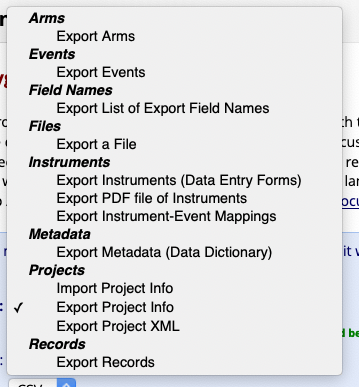 Arms
Export Arms
Events
Export Events
Field Names
Export List of Export Field Names
Files
Export a File
Instruments
Export Instruments (Data Entry Forms)
Export PDF file of Instruments
Export Instrument-Event Mappings
Metadata
Export Metadata (Data Dictionary)
Projects
Import Project Info
✓ Export Project Info
Export Project XML
Records
Export Records